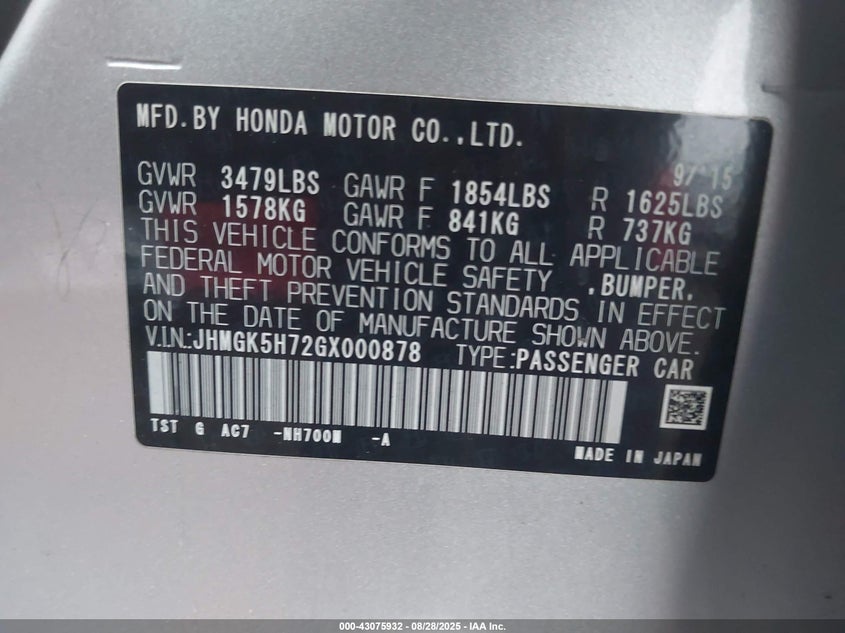 MFD.BY HONDA MOTOR CO.,LTD.
9/'15
GVWR 3479LBS GAWR F 1854LBS R 1625LBS
GVWR 1578KG GAWR F 841KG R 737KG
THIS VEHICLE CONFORMS TO ALL APPLICABLE
FEDERAL MOTOR VEHICLE SAFETY ,BUMPER,
AND THEFT PREVENTION STANDARDS IN EFFECT
ON THE DATE OF MANUFACTURE SHOWN ABOVE.
V.I.N.:JHMGK5H72GX000878 TYPE:PASSENGER CAR
TST G AC7 -NH700M -A
MADE IN JAPAN
000-43075932 - 08/28/2025 - IAA Inc.